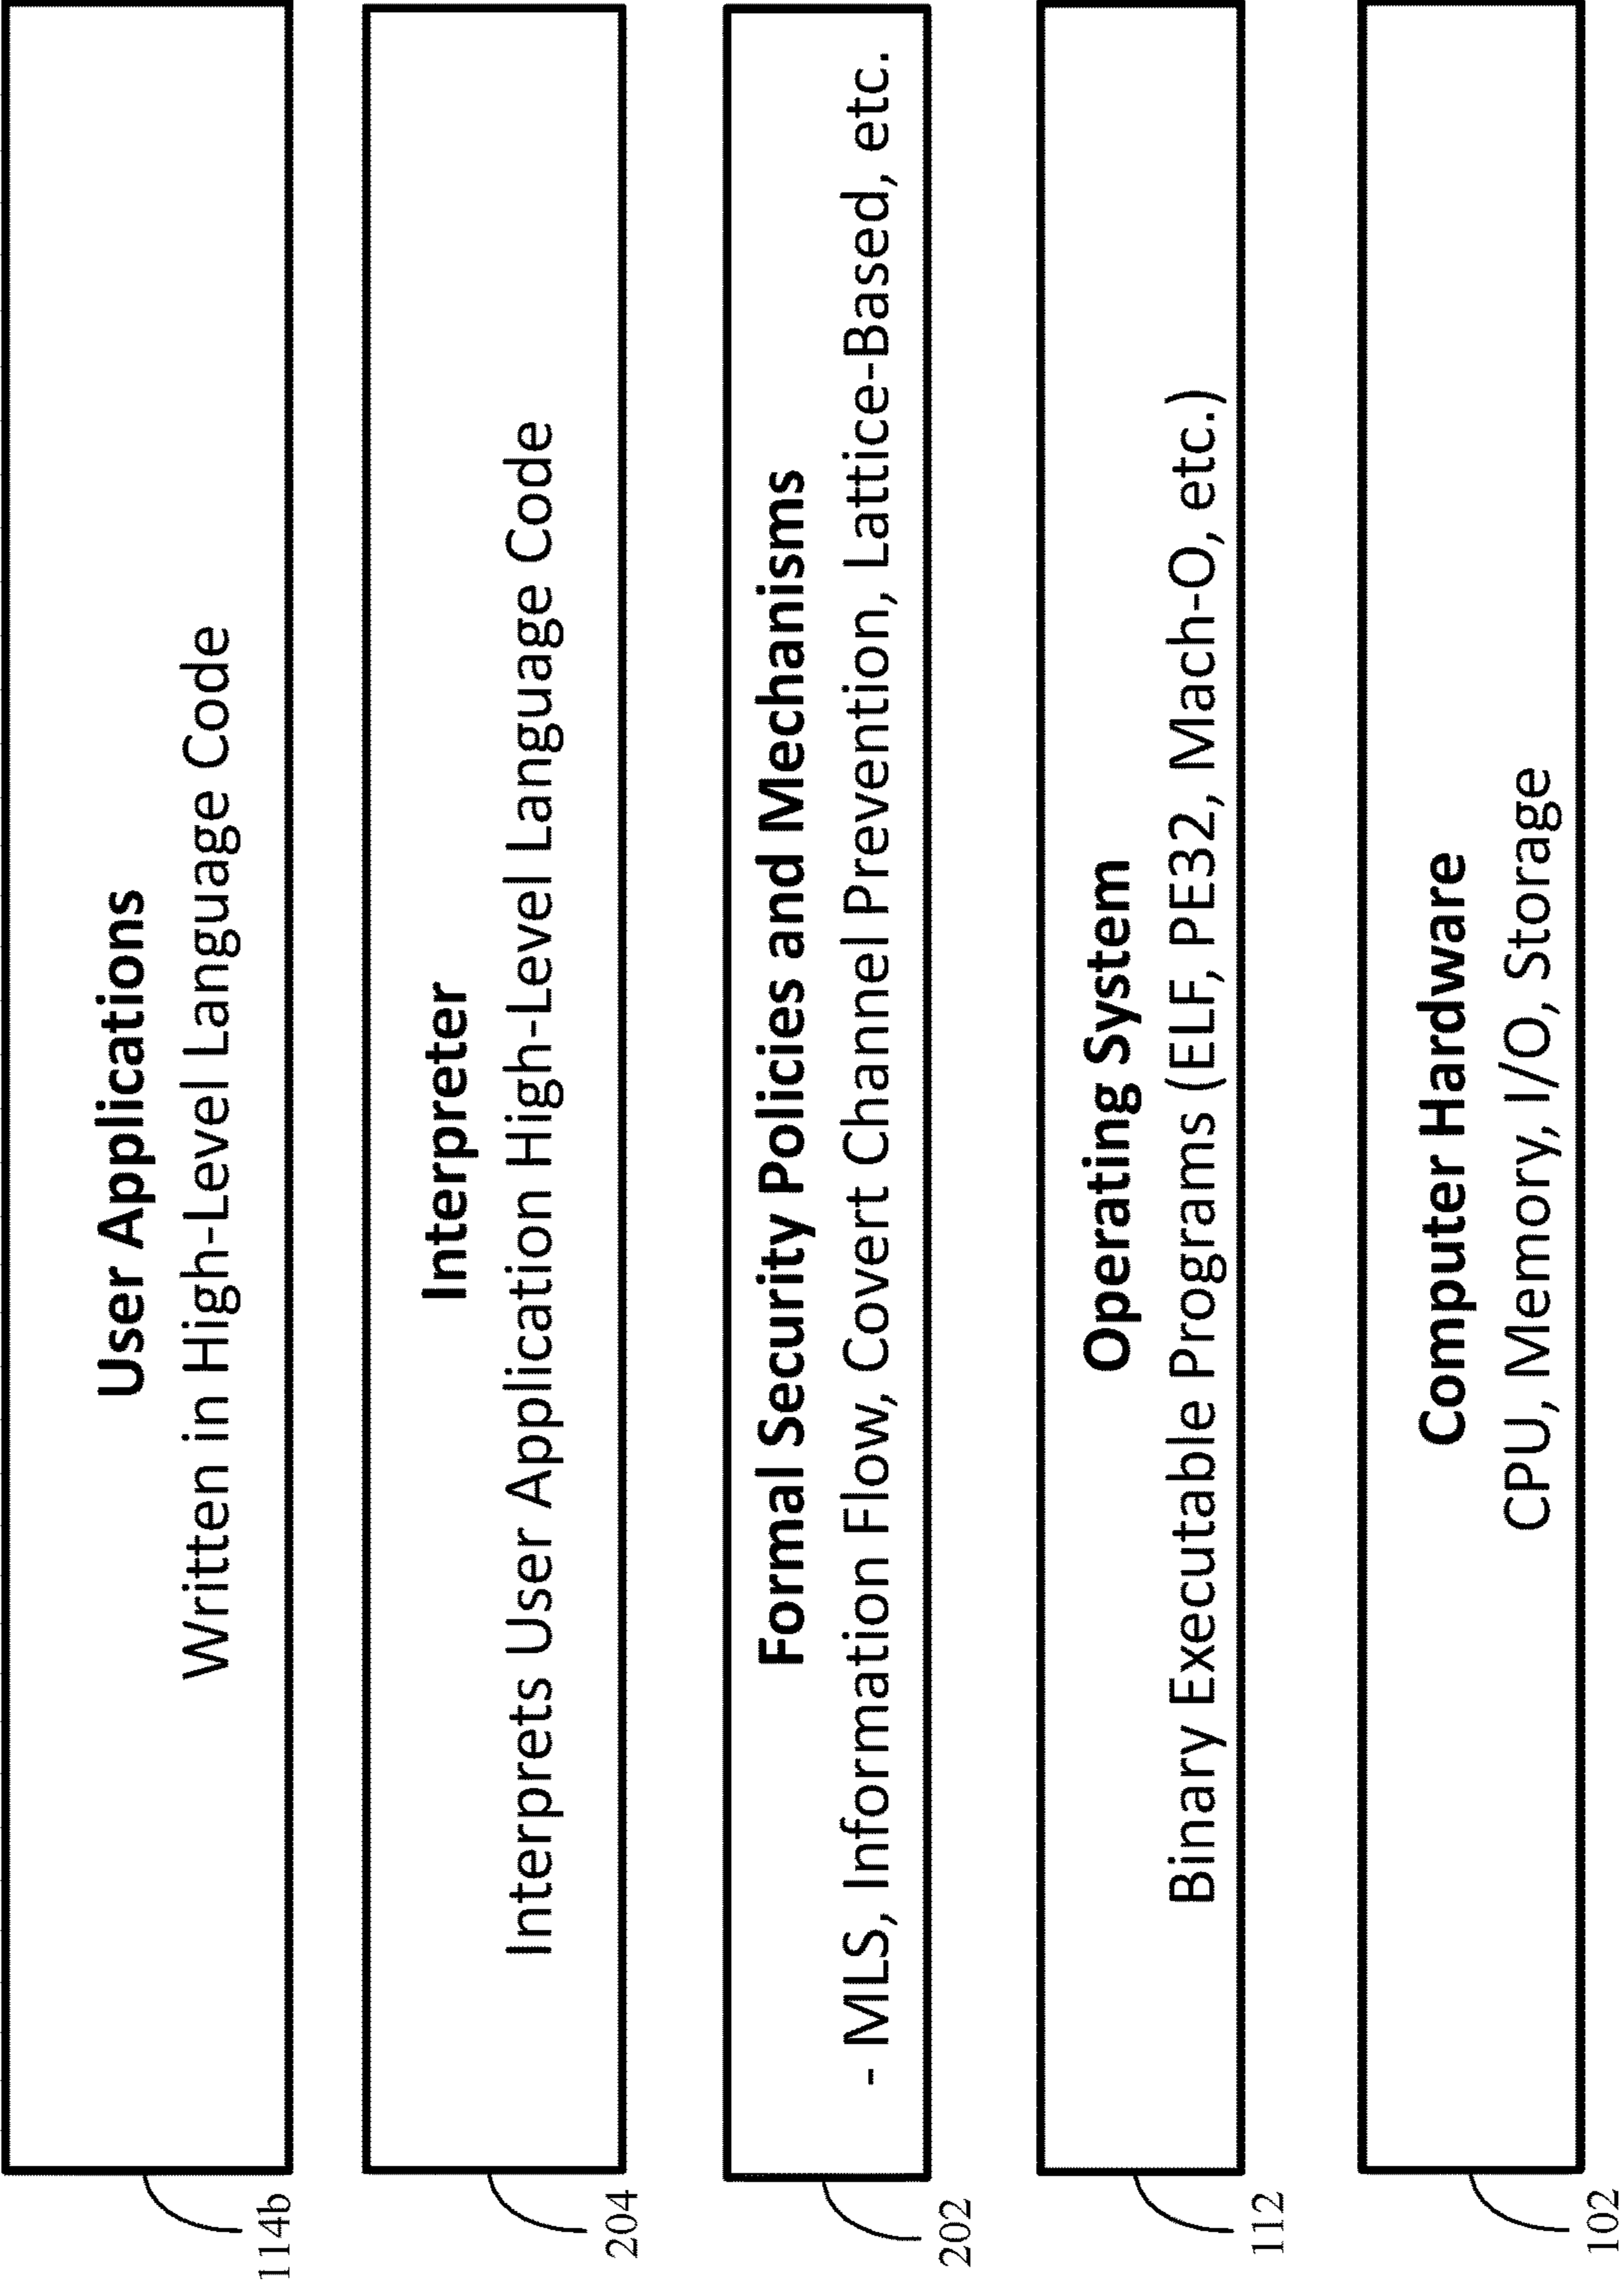 User Applications
Written in High-Level Language Code
114b
Interpreter
Interprets User Application High-Level Language Code
204
Formal Security Policies and Mechanisms
- MLS, Information Flow, Covert Channel Prevention, Lattice-Based, etc.
202
Operating System
Binary Executable Programs (ELF, PE32, Mach-O, etc.)
112
Computer Hardware
CPU, Memory, I/O, Storage
102